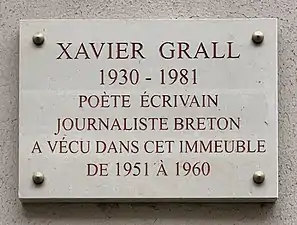 XAVIER GRALL
1930 - 1981
POÈTE ÉCRIVAIN
JOURNALISTE BRETON
A VÉCU DANS CET IMMEUBLE
DE 1951 À 1960